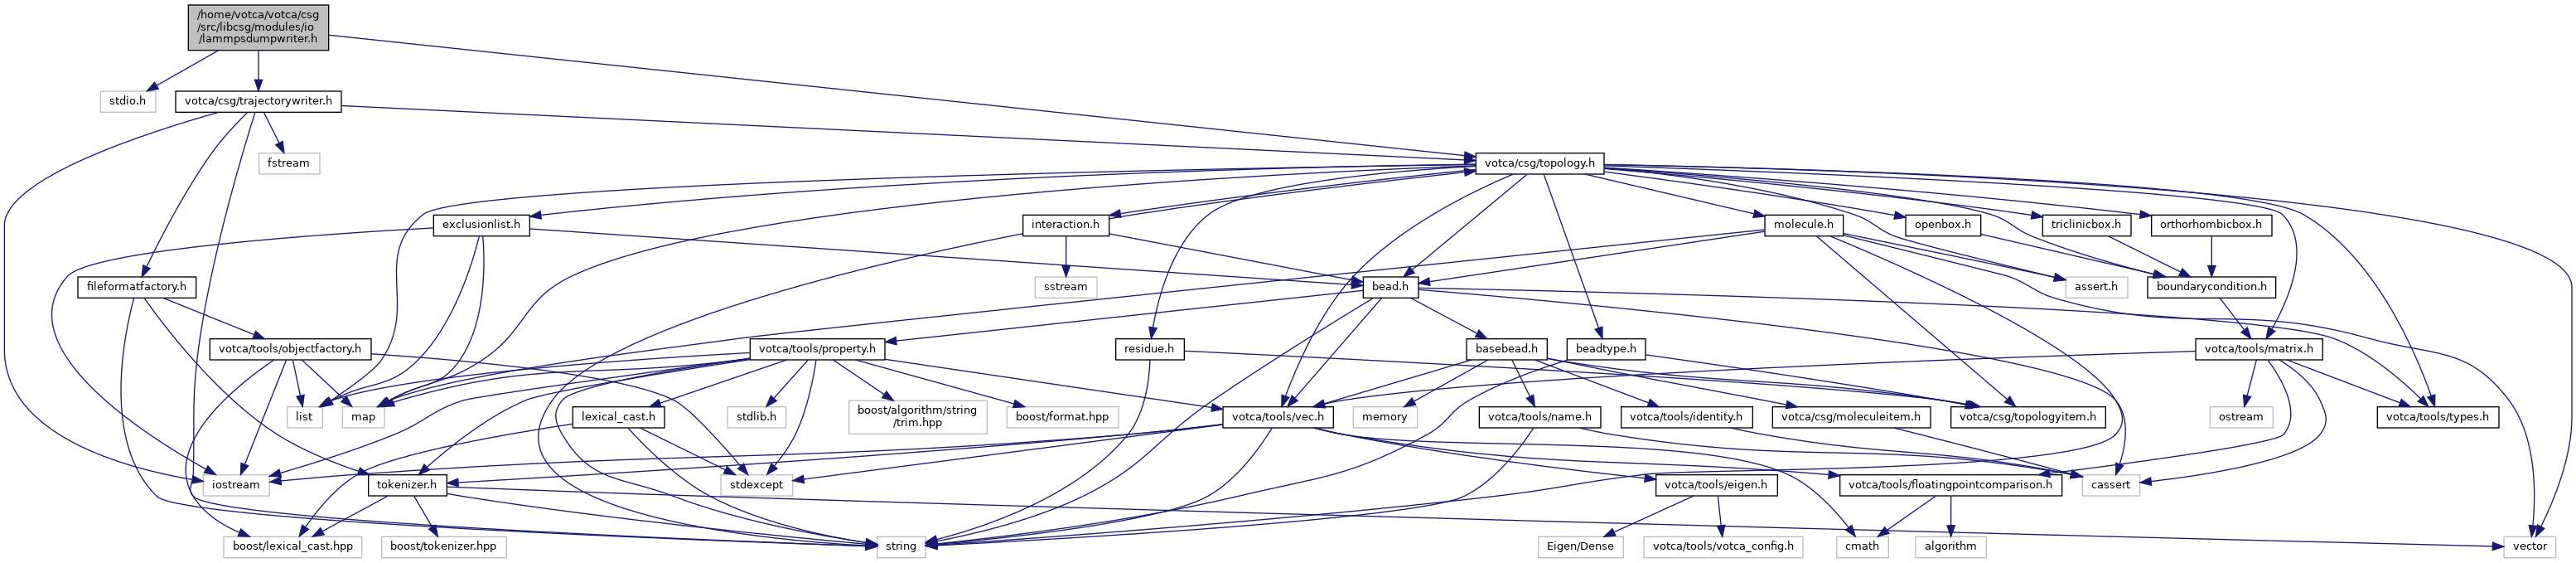 /home/votca/votca/csg
/src/libcsg/modules/io
/lammpsdumpwriter.h
stdio.h
votca/csg/trajectorywriter.h
fstream
votca/csg/topology.h
exclusionlist.h
interaction.h
molecule.h
openbox.h
triclinicbox.h
orthorhombicbox.h
fileformatfactory.h
sstream
bead.h
assert.h
boundarycondition.h
votca/tools/objectfactory.h
votca/tools/property.h
residue.h
basebead.h
beadtype.h
votca/tools/matrix.h
list
map
lexical_cast.h
stdlib.h
boost/algorithm/string
/trim.hpp
boost/format.hpp
votca/tools/vec.h
memory
votca/tools/name.h
votca/tools/identity.h
votca/csg/moleculeitem.h
votca/csg/topologyitem.h
ostream
votca/tools/types.h
iostream
tokenizer.h
stdexcept
votca/tools/eigen.h
votca/tools/floatingpointcomparison.h
cassert
boost/lexical_cast.hpp
boost/tokenizer.hpp
string
Eigen/Dense
votca/tools/votca_config.h
cmath
algorithm
vector